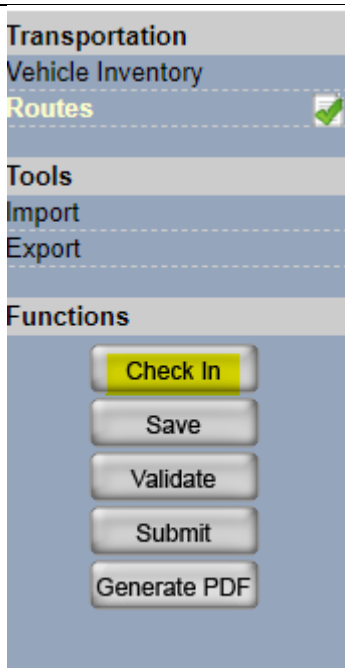 Transportation
Vehicle Inventory
Routes
Tools
Import
Export
Functions
Check In
Save
Validate
Submit
Generate PDF